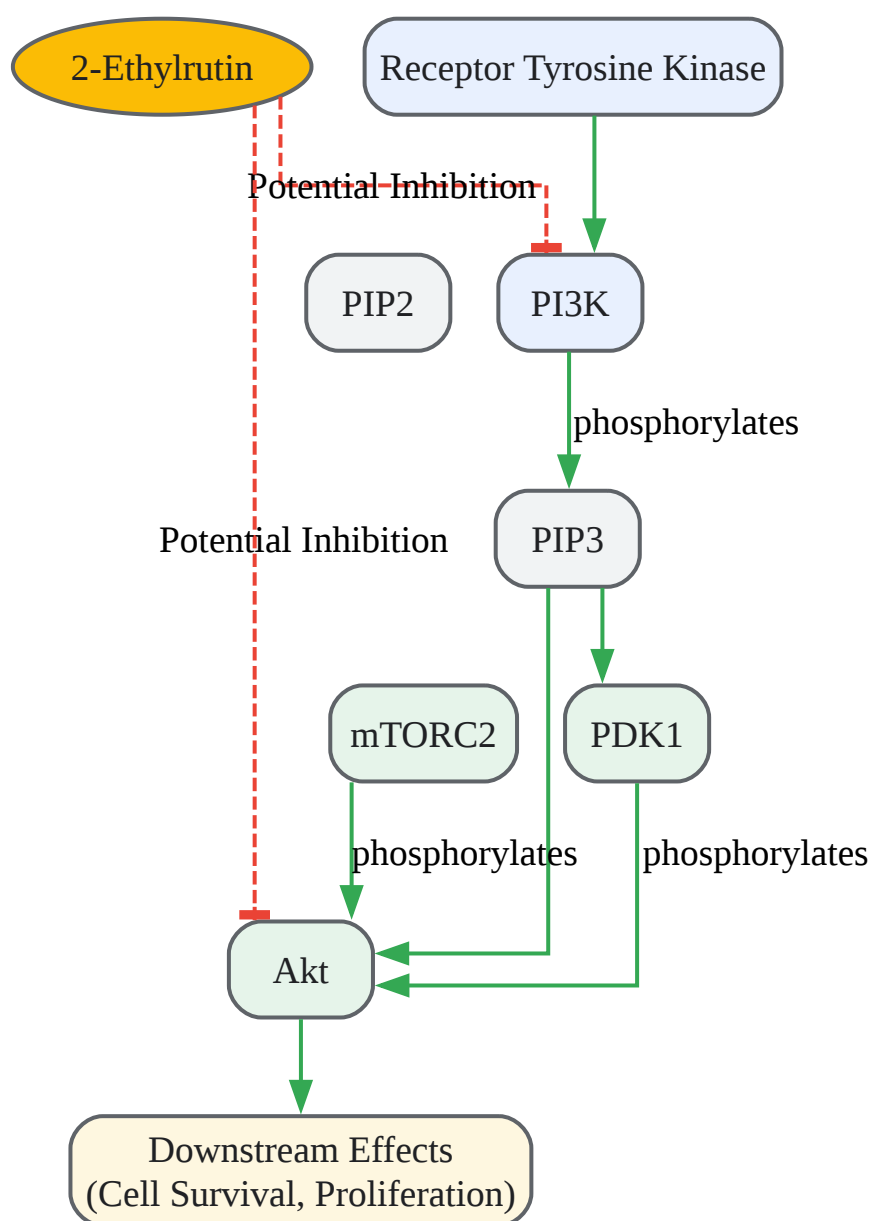 2-Ethylrutin
Receptor Tyrosine Kinase
Potential Inhibition
PIP2
PI3K
phosphorylates
Potential Inhibition
PIP3
mTORC2
PDK1
phosphorylates
phosphorylates
Akt
Downstream Effects
(Cell Survival, Proliferation)